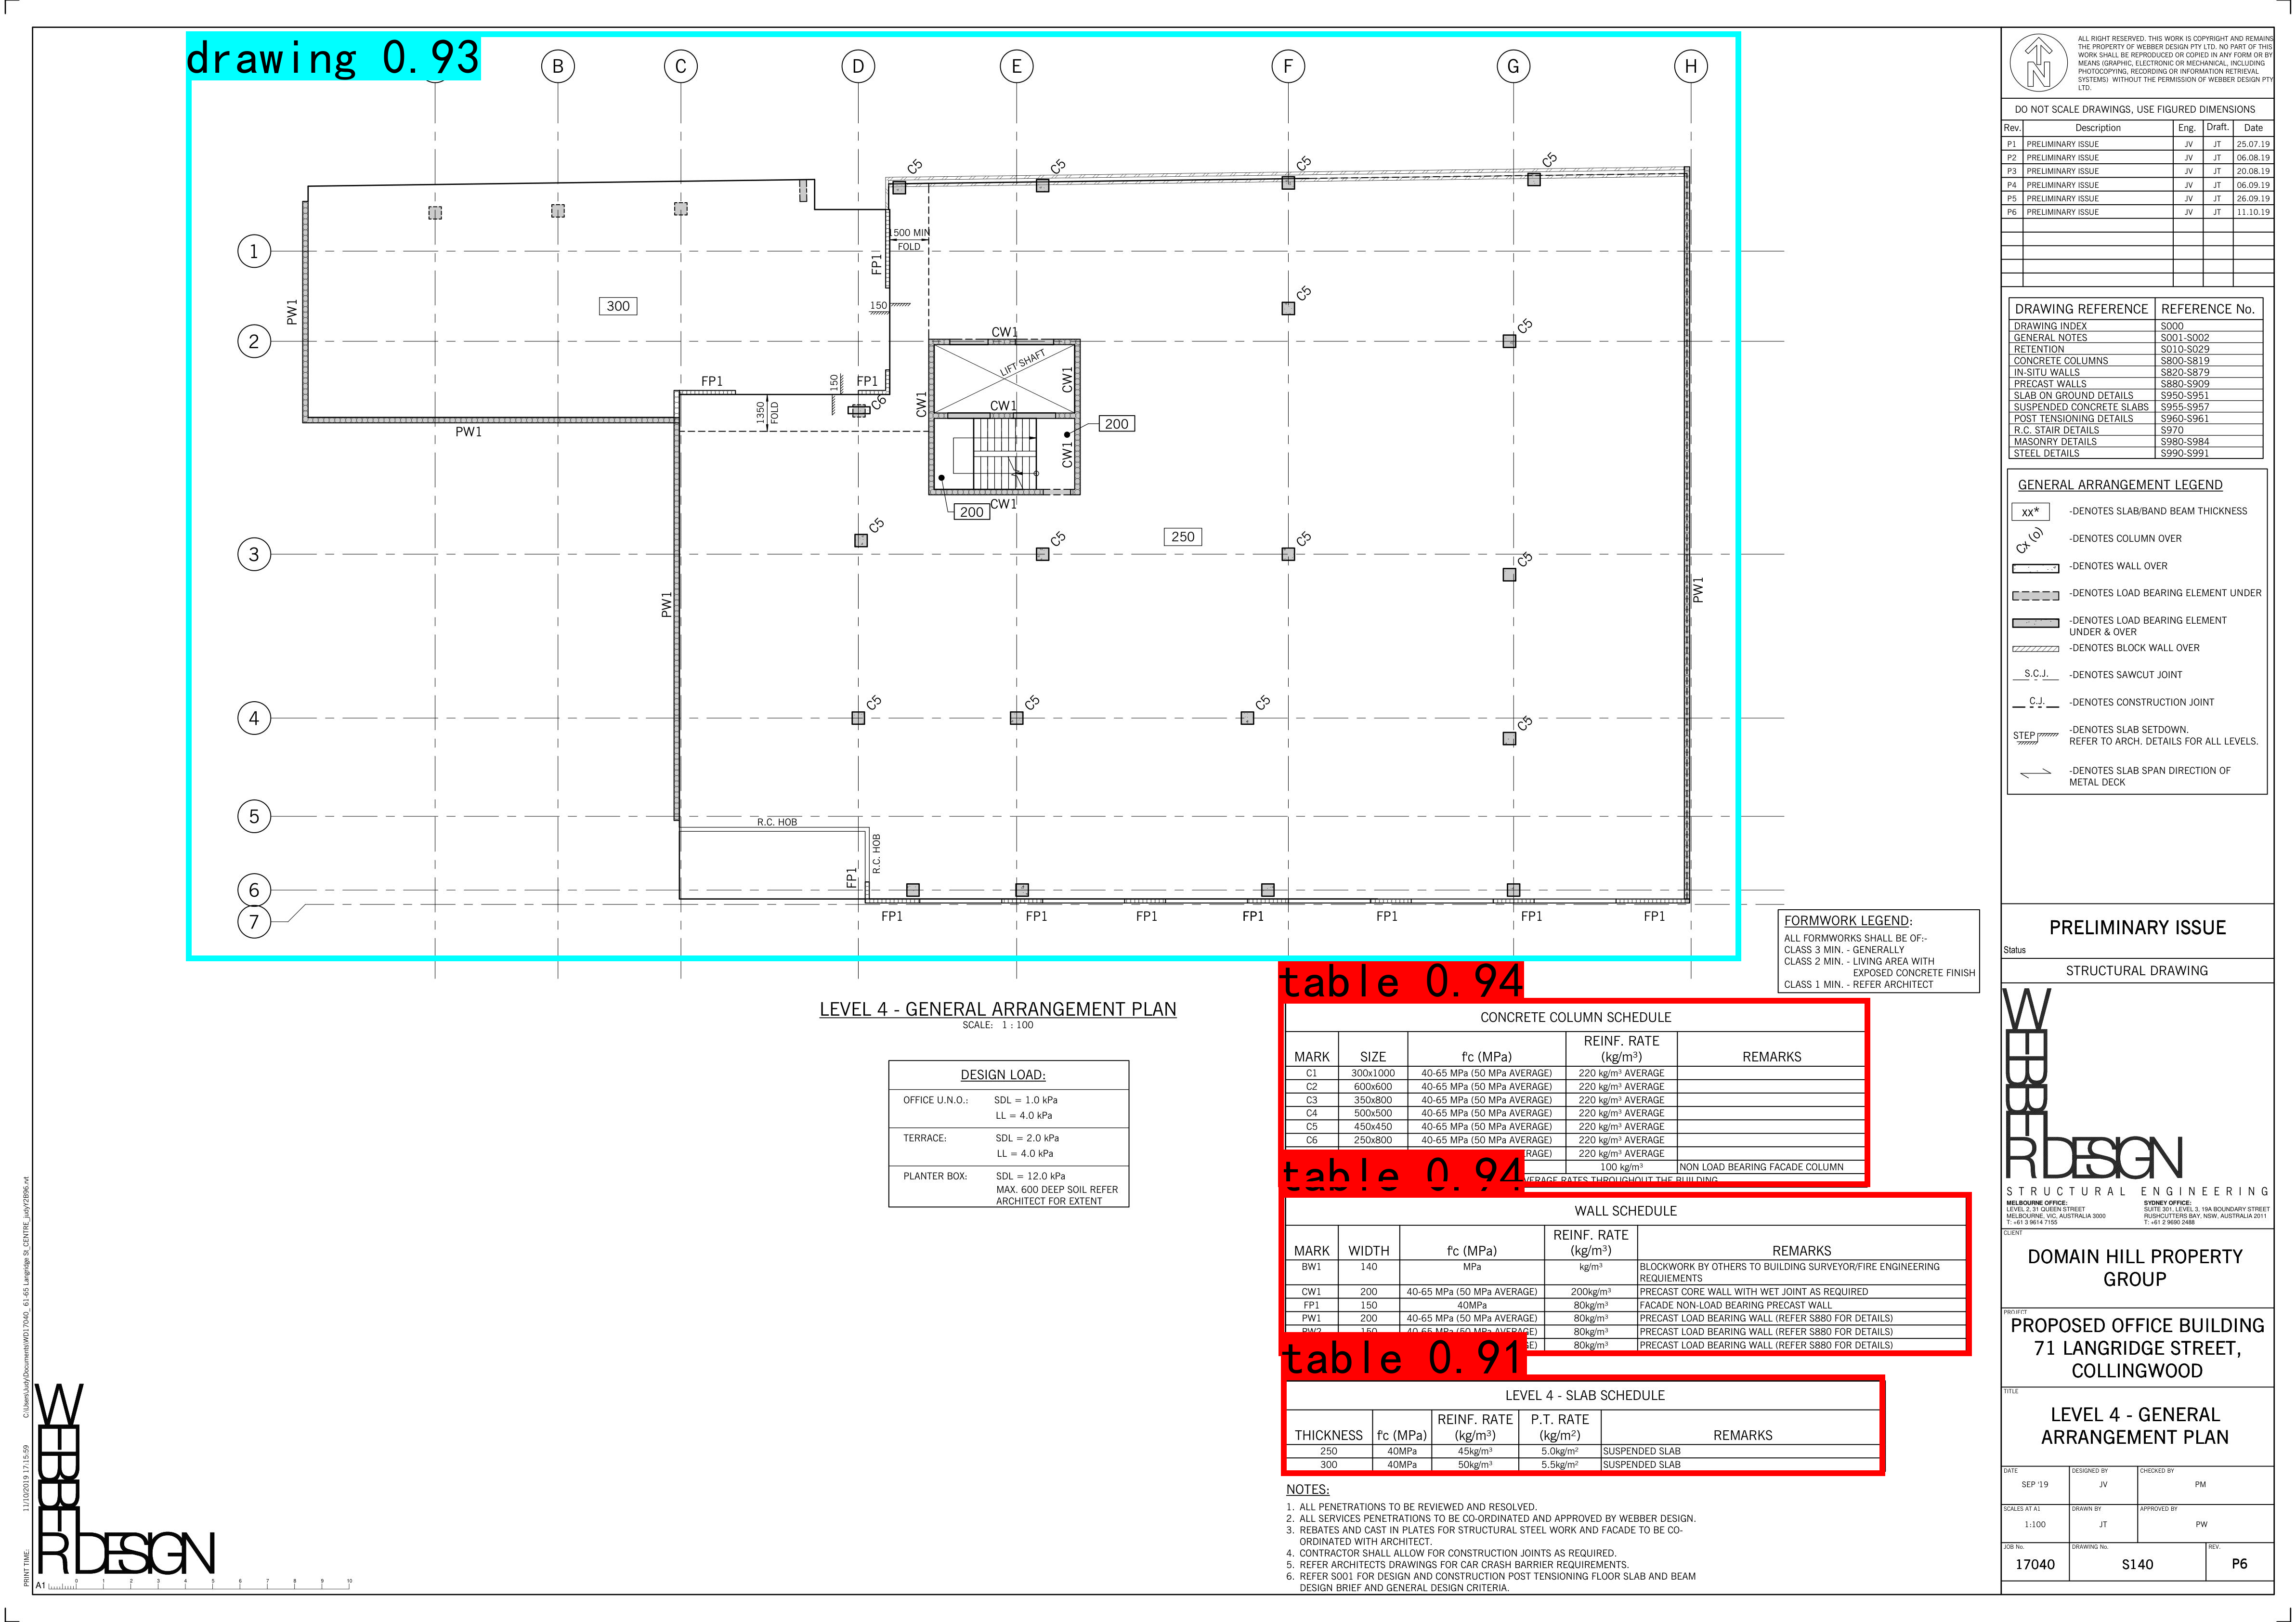 drawing 0.93
B
C
D
E
F
G
H
1
2
3
4
5
6
7
C5
C5
C5
C5
1500 MIN
FOLD
FP1
150
300
PW1
C5
C5
CW1
LIFT SHAFT
CW1
CW1
CW1
CW1
200
FP1
150
FP1
C6
1350
FOLD
PW1
200
CW1
C5
C5
250
C5
C5
PW1
PW1
C5
C5
C5
C5
R.C. HOB
R.C. HOB
FP1
FP1
FP1
FP1
FP1
FP1
FP1
FP1
LEVEL 4 - GENERAL ARRANGEMENT PLAN
SCALE: 1 : 100
DESIGN LOAD:
OFFICE U.N.O.: SDL = 1.0 kPa
LL = 4.0 kPa
TERRACE: SDL = 2.0 kPa
LL = 4.0 kPa
PLANTER BOX: SDL = 12.0 kPa
MAX. 600 DEEP SOIL REFER
ARCHITECT FOR EXTENT
FORMWORK LEGEND:
ALL FORMWORKS SHALL BE OF:-
CLASS 3 MIN. - GENERALLY
CLASS 2 MIN. - LIVING AREA WITH
EXPOSED CONCRETE FINISH
CLASS 1 MIN. - REFER ARCHITECT
table 0.94
CONCRETE COLUMN SCHEDULE
MARK SIZE f'c (MPa) REINF. RATE (kg/m³) REMARKS
C1 300x1000 40-65 MPa (50 MPa AVERAGE) 220 kg/m³ AVERAGE
C2 600x600 40-65 MPa (50 MPa AVERAGE) 220 kg/m³ AVERAGE
C3 350x800 40-65 MPa (50 MPa AVERAGE) 220 kg/m³ AVERAGE
C4 500x500 40-65 MPa (50 MPa AVERAGE) 220 kg/m³ AVERAGE
C5 450x450 40-65 MPa (50 MPa AVERAGE) 220 kg/m³ AVERAGE
C6 250x800 40-65 MPa (50 MPa AVERAGE) 220 kg/m³ AVERAGE
220 kg/m³ AVERAGE
100 kg/m³ NON LOAD BEARING FACADE COLUMN
RATES THROUGHOUT THE BUILDING
table 0.94
WALL SCHEDULE
MARK WIDTH f'c (MPa) REINF. RATE (kg/m³) REMARKS
BW1 140 MPa kg/m³ BLOCKWORK BY OTHERS TO BUILDING SURVEYOR/FIRE ENGINEERING
REQUIEMENTS
CW1 200 40-65 MPa (50 MPa AVERAGE) 200kg/m³ PRECAST CORE WALL WITH WET JOINT AS REQUIRED
FP1 150 40MPa 80kg/m³ FACADE NON-LOAD BEARING PRECAST WALL
PW1 200 40-65 MPa (50 MPa AVERAGE) 80kg/m³ PRECAST LOAD BEARING WALL (REFER S880 FOR DETAILS)
PW2 150 40-65 MPa (50 MPa AVERAGE) 80kg/m³ PRECAST LOAD BEARING WALL (REFER S880 FOR DETAILS)
80kg/m³ PRECAST LOAD BEARING WALL (REFER S880 FOR DETAILS)
table 0.91
LEVEL 4 - SLAB SCHEDULE
THICKNESS f'c (MPa) REINF. RATE (kg/m³) P.T. RATE (kg/m²) REMARKS
250 40MPa 45kg/m³ 5.0kg/m² SUSPENDED SLAB
300 40MPa 50kg/m³ 5.5kg/m² SUSPENDED SLAB
NOTES:
1. ALL PENETRATIONS TO BE REVIEWED AND RESOLVED.
2. ALL SERVICES PENETRATIONS TO BE CO-ORDINATED AND APPROVED BY WEBBER DESIGN.
3. REBATES AND CAST IN PLATES FOR STRUCTURAL STEEL WORK AND FACADE TO BE CO-
ORDINATED WITH ARCHITECT.
4. CONTRACTOR SHALL ALLOW FOR CONSTRUCTION JOINTS AS REQUIRED.
5. REFER ARCHITECTS DRAWINGS FOR CAR CRASH BARRIER REQUIREMENTS.
6. REFER S001 FOR DESIGN AND CONSTRUCTION POST TENSIONING FLOOR SLAB AND BEAM
DESIGN BRIEF AND GENERAL DESIGN CRITERIA.
PRINT TIME: 11/10/2019 17:15:59 C:\Users\Judy\Documents\WD17040_ 61-65 Langridge St_CENTRE_judyY2B96.rvt
WEBBER DESIGN
A1 0 1 2 3 4 5 6 7 8 9 10
N
ALL RIGHT RESERVED. THIS WORK IS COPYRIGHT AND REMAINS
THE PROPERTY OF WEBBER DESIGN PTY LTD. NO PART OF THIS
WORK SHALL BE REPRODUCED OR COPIED IN ANY FORM OR BY
MEANS (GRAPHIC, ELECTRONIC OR MECHANICAL, INCLUDING
PHOTOCOPYING, RECORDING OR INFORMATION RETRIEVAL
SYSTEMS) WITHOUT THE PERMISSION OF WEBBER DESIGN PTY
LTD.
DO NOT SCALE DRAWINGS, USE FIGURED DIMENSIONS
Rev. Description Eng. Draft. Date
P1 PRELIMINARY ISSUE JV JT 25.07.19
P2 PRELIMINARY ISSUE JV JT 06.08.19
P3 PRELIMINARY ISSUE JV JT 20.08.19
P4 PRELIMINARY ISSUE JV JT 06.09.19
P5 PRELIMINARY ISSUE JV JT 26.09.19
P6 PRELIMINARY ISSUE JV JT 11.10.19
DRAWING REFERENCE REFERENCE No.
DRAWING INDEX S000
GENERAL NOTES S001-S002
RETENTION S010-S029
CONCRETE COLUMNS S800-S819
IN-SITU WALLS S820-S879
PRECAST WALLS S880-S909
SLAB ON GROUND DETAILS S950-S951
SUSPENDED CONCRETE SLABS S955-S957
POST TENSIONING DETAILS S960-S961
R.C. STAIR DETAILS S970
MASONRY DETAILS S980-S984
STEEL DETAILS S990-S991
GENERAL ARRANGEMENT LEGEND
xx* -DENOTES SLAB/BAND BEAM THICKNESS
Cx (o) -DENOTES COLUMN OVER
-DENOTES WALL OVER
-DENOTES LOAD BEARING ELEMENT UNDER
-DENOTES LOAD BEARING ELEMENT
UNDER & OVER
-DENOTES BLOCK WALL OVER
S.C.J. -DENOTES SAWCUT JOINT
C.J. -DENOTES CONSTRUCTION JOINT
STEP -DENOTES SLAB SETDOWN.
REFER TO ARCH. DETAILS FOR ALL LEVELS.
-DENOTES SLAB SPAN DIRECTION OF
METAL DECK
PRELIMINARY ISSUE
Status
STRUCTURAL DRAWING
WEBBER DESIGN
STRUCTURAL ENGINEERING
MELBOURNE OFFICE:
LEVEL 2, 31 QUEEN STREET
MELBOURNE, VIC, AUSTRALIA 3000
T: +61 3 9614 7155
SYDNEY OFFICE:
SUITE 301, LEVEL 3, 19A BOUNDARY STREET
RUSHCUTTERS BAY, NSW, AUSTRALIA 2011
T: +61 2 9690 2488
CLIENT
DOMAIN HILL PROPERTY
GROUP
PROJECT
PROPOSED OFFICE BUILDING
71 LANGRIDGE STREET,
COLLINGWOOD
TITLE
LEVEL 4 - GENERAL
ARRANGEMENT PLAN
DATE DESIGNED BY CHECKED BY
SEP '19 JV PM
SCALES AT A1 DRAWN BY APPROVED BY
1:100 JT PW
JOB No. DRAWING No. REV.
17040 S140 P6